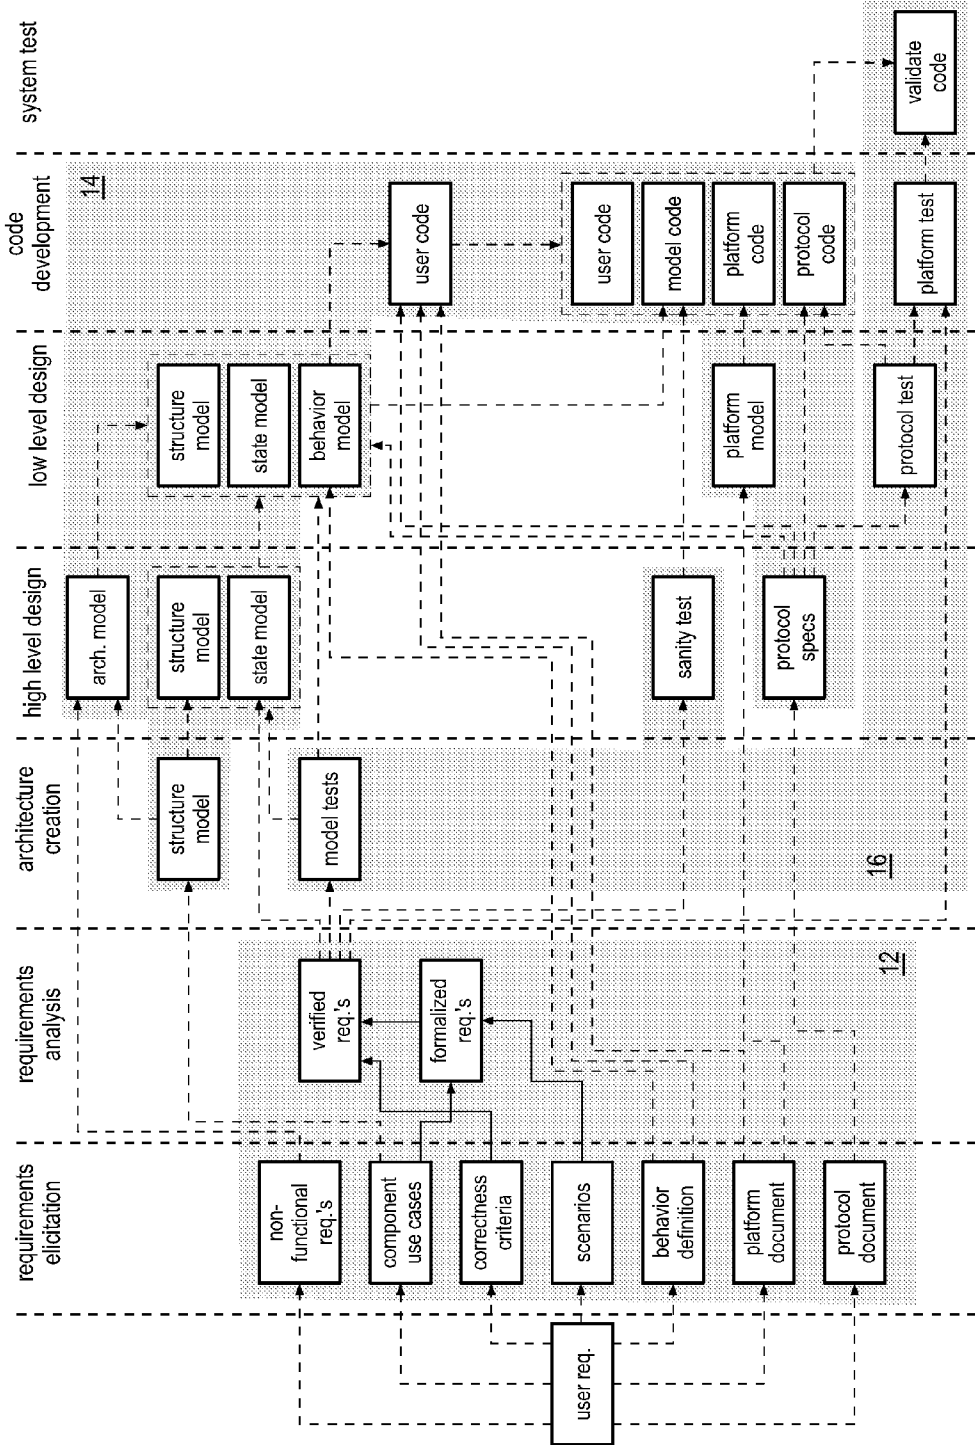 requirements
elicitation
requirements
analysis
architecture
creation
high level design
low level design
code
development
system test
user req.
non-
functional
req.'s
component
use cases
correctness
criteria
scenarios
behavior
definition
platform
document
protocol
document
verified
req.'s
formalized
req.'s
12
structure
model
model tests
16
arch. model
structure
model
state model
sanity test
protocol
specs
structure
model
state model
behavior
model
platform
model
protocol test
14
user code
user code
model code
platform
code
protocol
code
platform test
validate
code